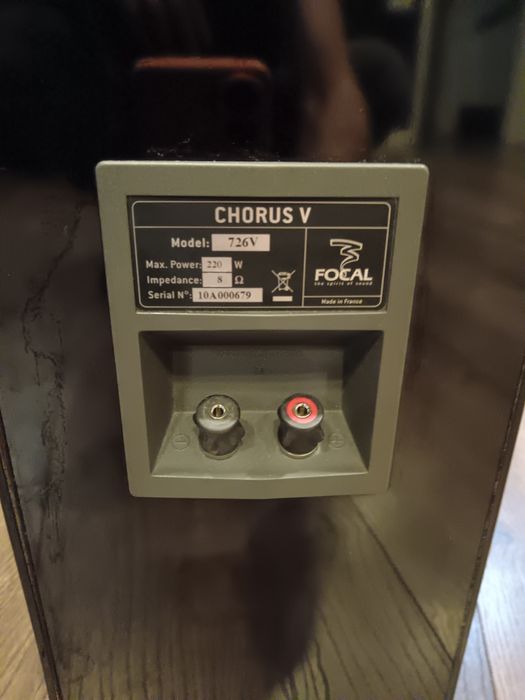 CHORUS V
Model: 726V
Max. Power: 220 W
Impedance: 8 Ω
Serial N°: 10A000679
FOCAL
the spirit of sound
Made in France